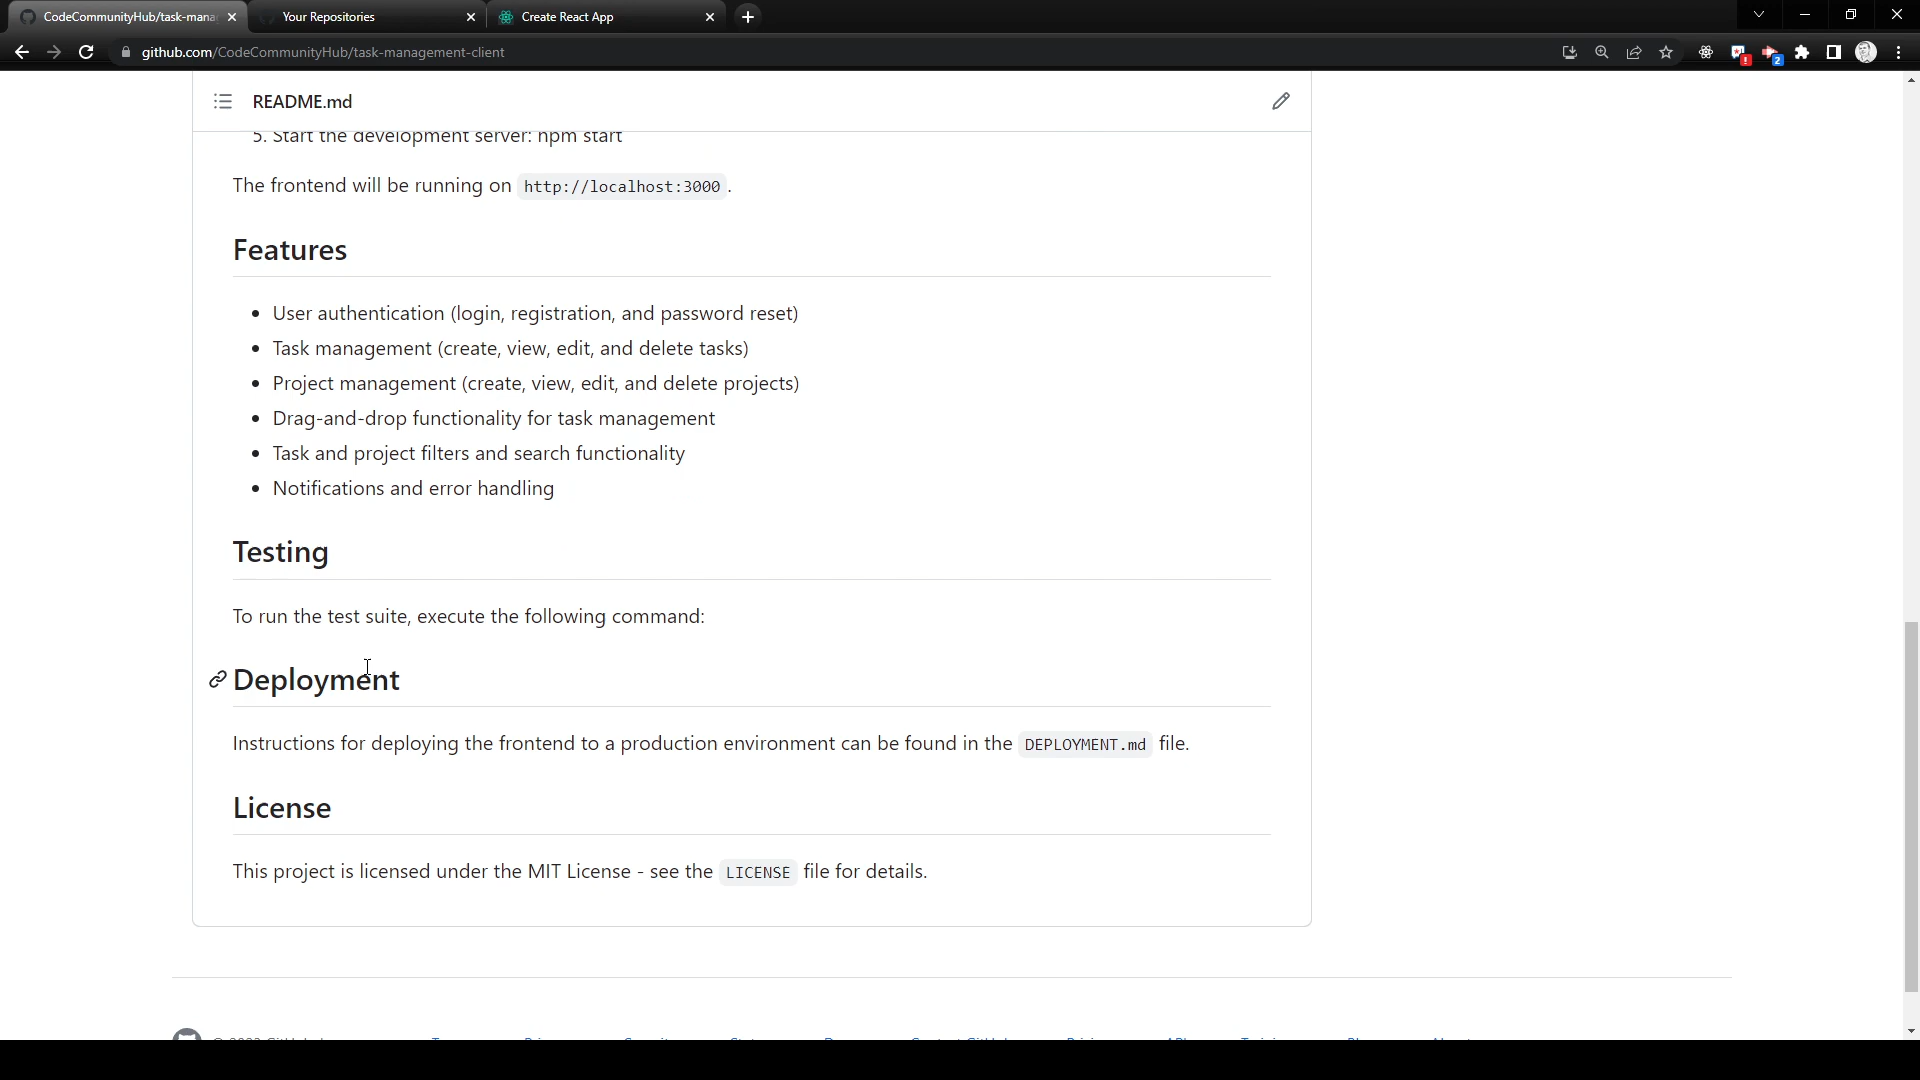 CodeCommunityHub/task-mana
Your Repositories
Create React App
github.com/CodeCommunityHub/task-management-client
2
README.md
5. Start the development server: npm start
The frontend will be running on http://localhost:3000 .
Features
User authentication (login, registration, and password reset)
Task management (create, view, edit, and delete tasks)
Project management (create, view, edit, and delete projects)
Drag-and-drop functionality for task management
Task and project filters and search functionality
Notifications and error handling
Testing
To run the test suite, execute the following command:
Deployment
Instructions for deploying the frontend to a production environment can be found in the DEPLOYMENT.md file.
License
This project is licensed under the MIT License - see the LICENSE file for details.